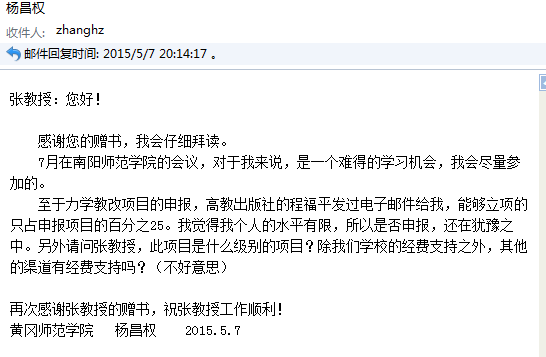 杨昌权
收件人: zhanghz
邮件回复时间: 2015/5/7 20:14:17 。
张教授：您好！
感谢您的赠书，我会仔细拜读。
7月在南阳师范学院的会议，对于我来说，是一个难得的学习机会，我会尽量参
加的。
至于力学教改项目的申报，高教出版社的程福平发过电子邮件给我，能够立项的
只占申报项目的百分之25。我觉得我个人的水平有限，所以是否申报，还在犹豫之
中。另外请问张教授，此项目是什么级别的项目？除我们学校的经费支持之外，其他
的渠道有经费支持吗？（不好意思）
再次感谢张教授的赠书，祝张教授工作顺利！
黄冈师范学院 杨昌权 2015.5.7